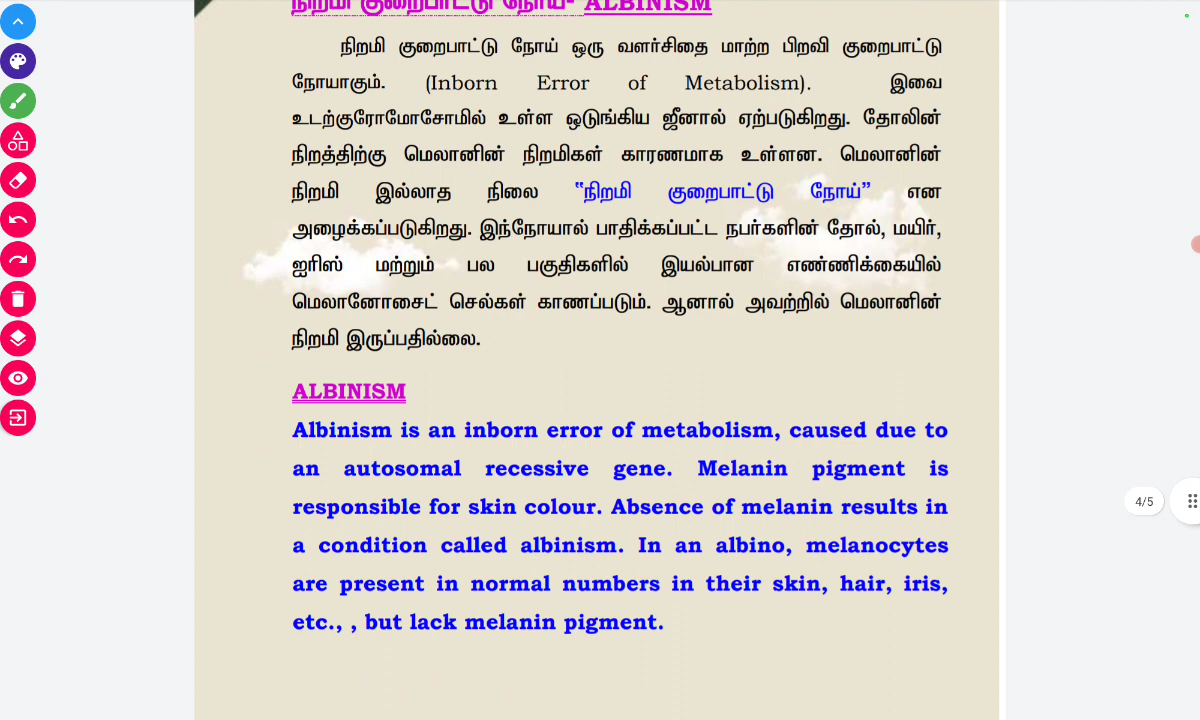 நிறமி குறைபாட்டு நோய்- ALBINISM
நிறமி குறைபாட்டு நோய் ஒரு வளர்சிதை மாற்ற பிறவி குறைபாட்டு
நோயாகும். (Inborn Error of Metabolism). இவை
உடற்குரோமோசோமில் உள்ள ஒடுங்கிய ஜீனால் ஏற்படுகிறது. தோலின்
நிறத்திற்கு மெலானின் நிறமிகள் காரணமாக உள்ளன. மெலானின்
நிறமி இல்லாத நிலை "நிறமி குறைபாட்டு நோய்” என
அழைக்கப்படுகிறது. இந்நோயால் பாதிக்கப்பட்ட நபர்களின் தோல், மயிர்,
ஐரிஸ் மற்றும் பல பகுதிகளில் இயல்பான எண்ணிக்கையில்
மெலானோசைட் செல்கள் காணப்படும். ஆனால் அவற்றில் மெலானின்
நிறமி இருப்பதில்லை.
ALBINISM
Albinism is an inborn error of metabolism, caused due to
an autosomal recessive gene. Melanin pigment is
responsible for skin colour. Absence of melanin results in
a condition called albinism. In an albino, melanocytes
are present in normal numbers in their skin, hair, iris,
etc., , but lack melanin pigment.
4/5